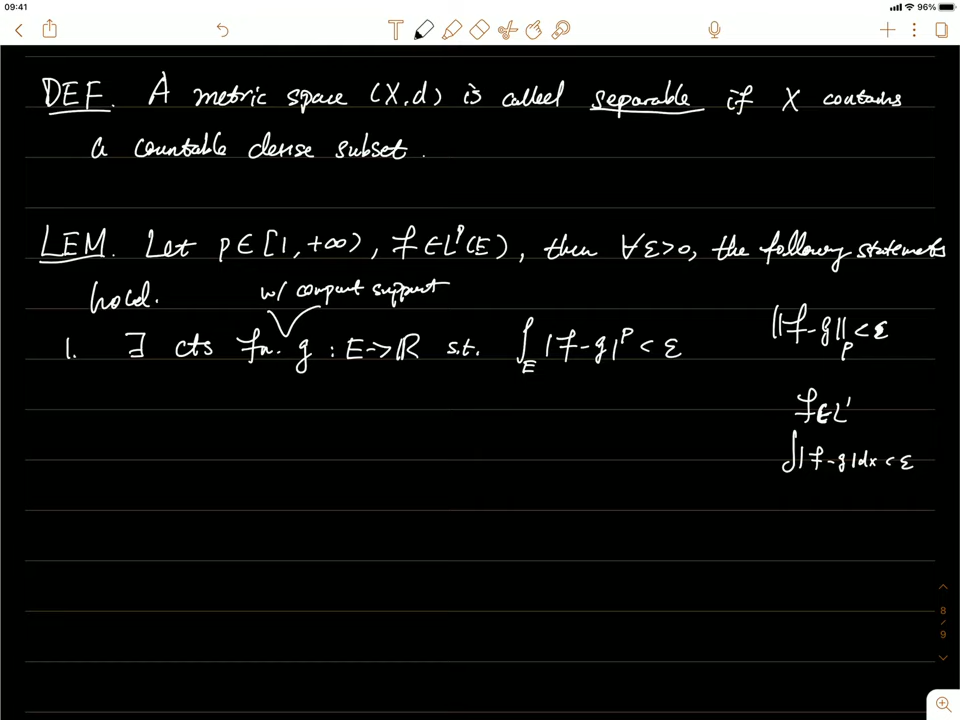 09:41
96%
DEF. A metric space (X,d) is called separable if X contains
a countable dense subset.
LEM. Let p∈[1,+∞), f∈L^p(E), then ∀ε>0, the following statements
hold.
w/ compact support
1. ∃ cts fn. g : E→ℝ s.t. ∫_E |f-g|^p < ε
||f-g||_p < ε
f∈L¹
∫|f-g|dx < ε
8
/
9